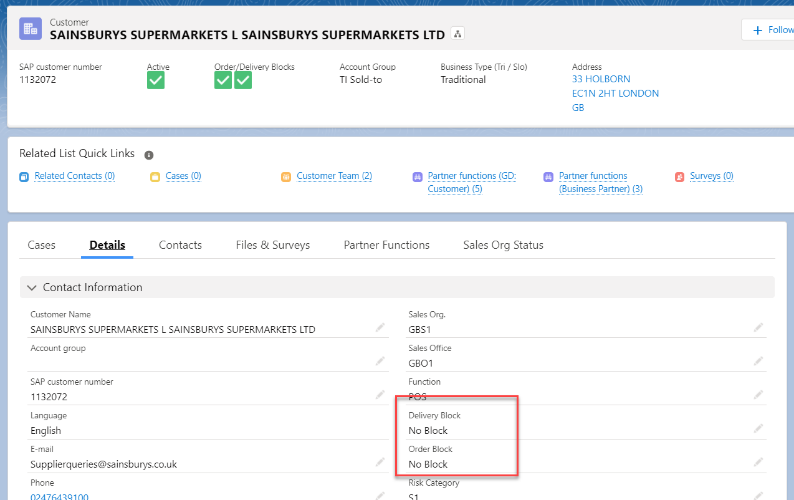 Customer
SAINSBURYS SUPERMARKETS L SAINSBURYS SUPERMARKETS LTD
Follow
SAP customer number
1132072
Active
Order/Delivery Blocks
Account Group
TI Sold-to
Business Type (Tri / Slo)
Traditional
Address
33 HOLBORN
EC1N 2HT LONDON
GB
Related List Quick Links
Related Contacts (0)
Cases (0)
Customer Team (2)
Partner functions (GD:
Customer) (5)
Partner functions
(Business Partner) (3)
Surveys (0)
Cases
Details
Contacts
Files & Surveys
Partner Functions
Sales Org Status
Contact Information
Customer Name
SAINSBURYS SUPERMARKETS L SAINSBURYS SUPERMARKETS LTD
Sales Org.
GBS1
Account group
Sales Office
GBO1
SAP customer number
1132072
Function
POS
Language
English
Delivery Block
No Block
E-mail
Supplierqueries@sainsburys.co.uk
Order Block
No Block
Phone
02476439100
Risk Category
S1